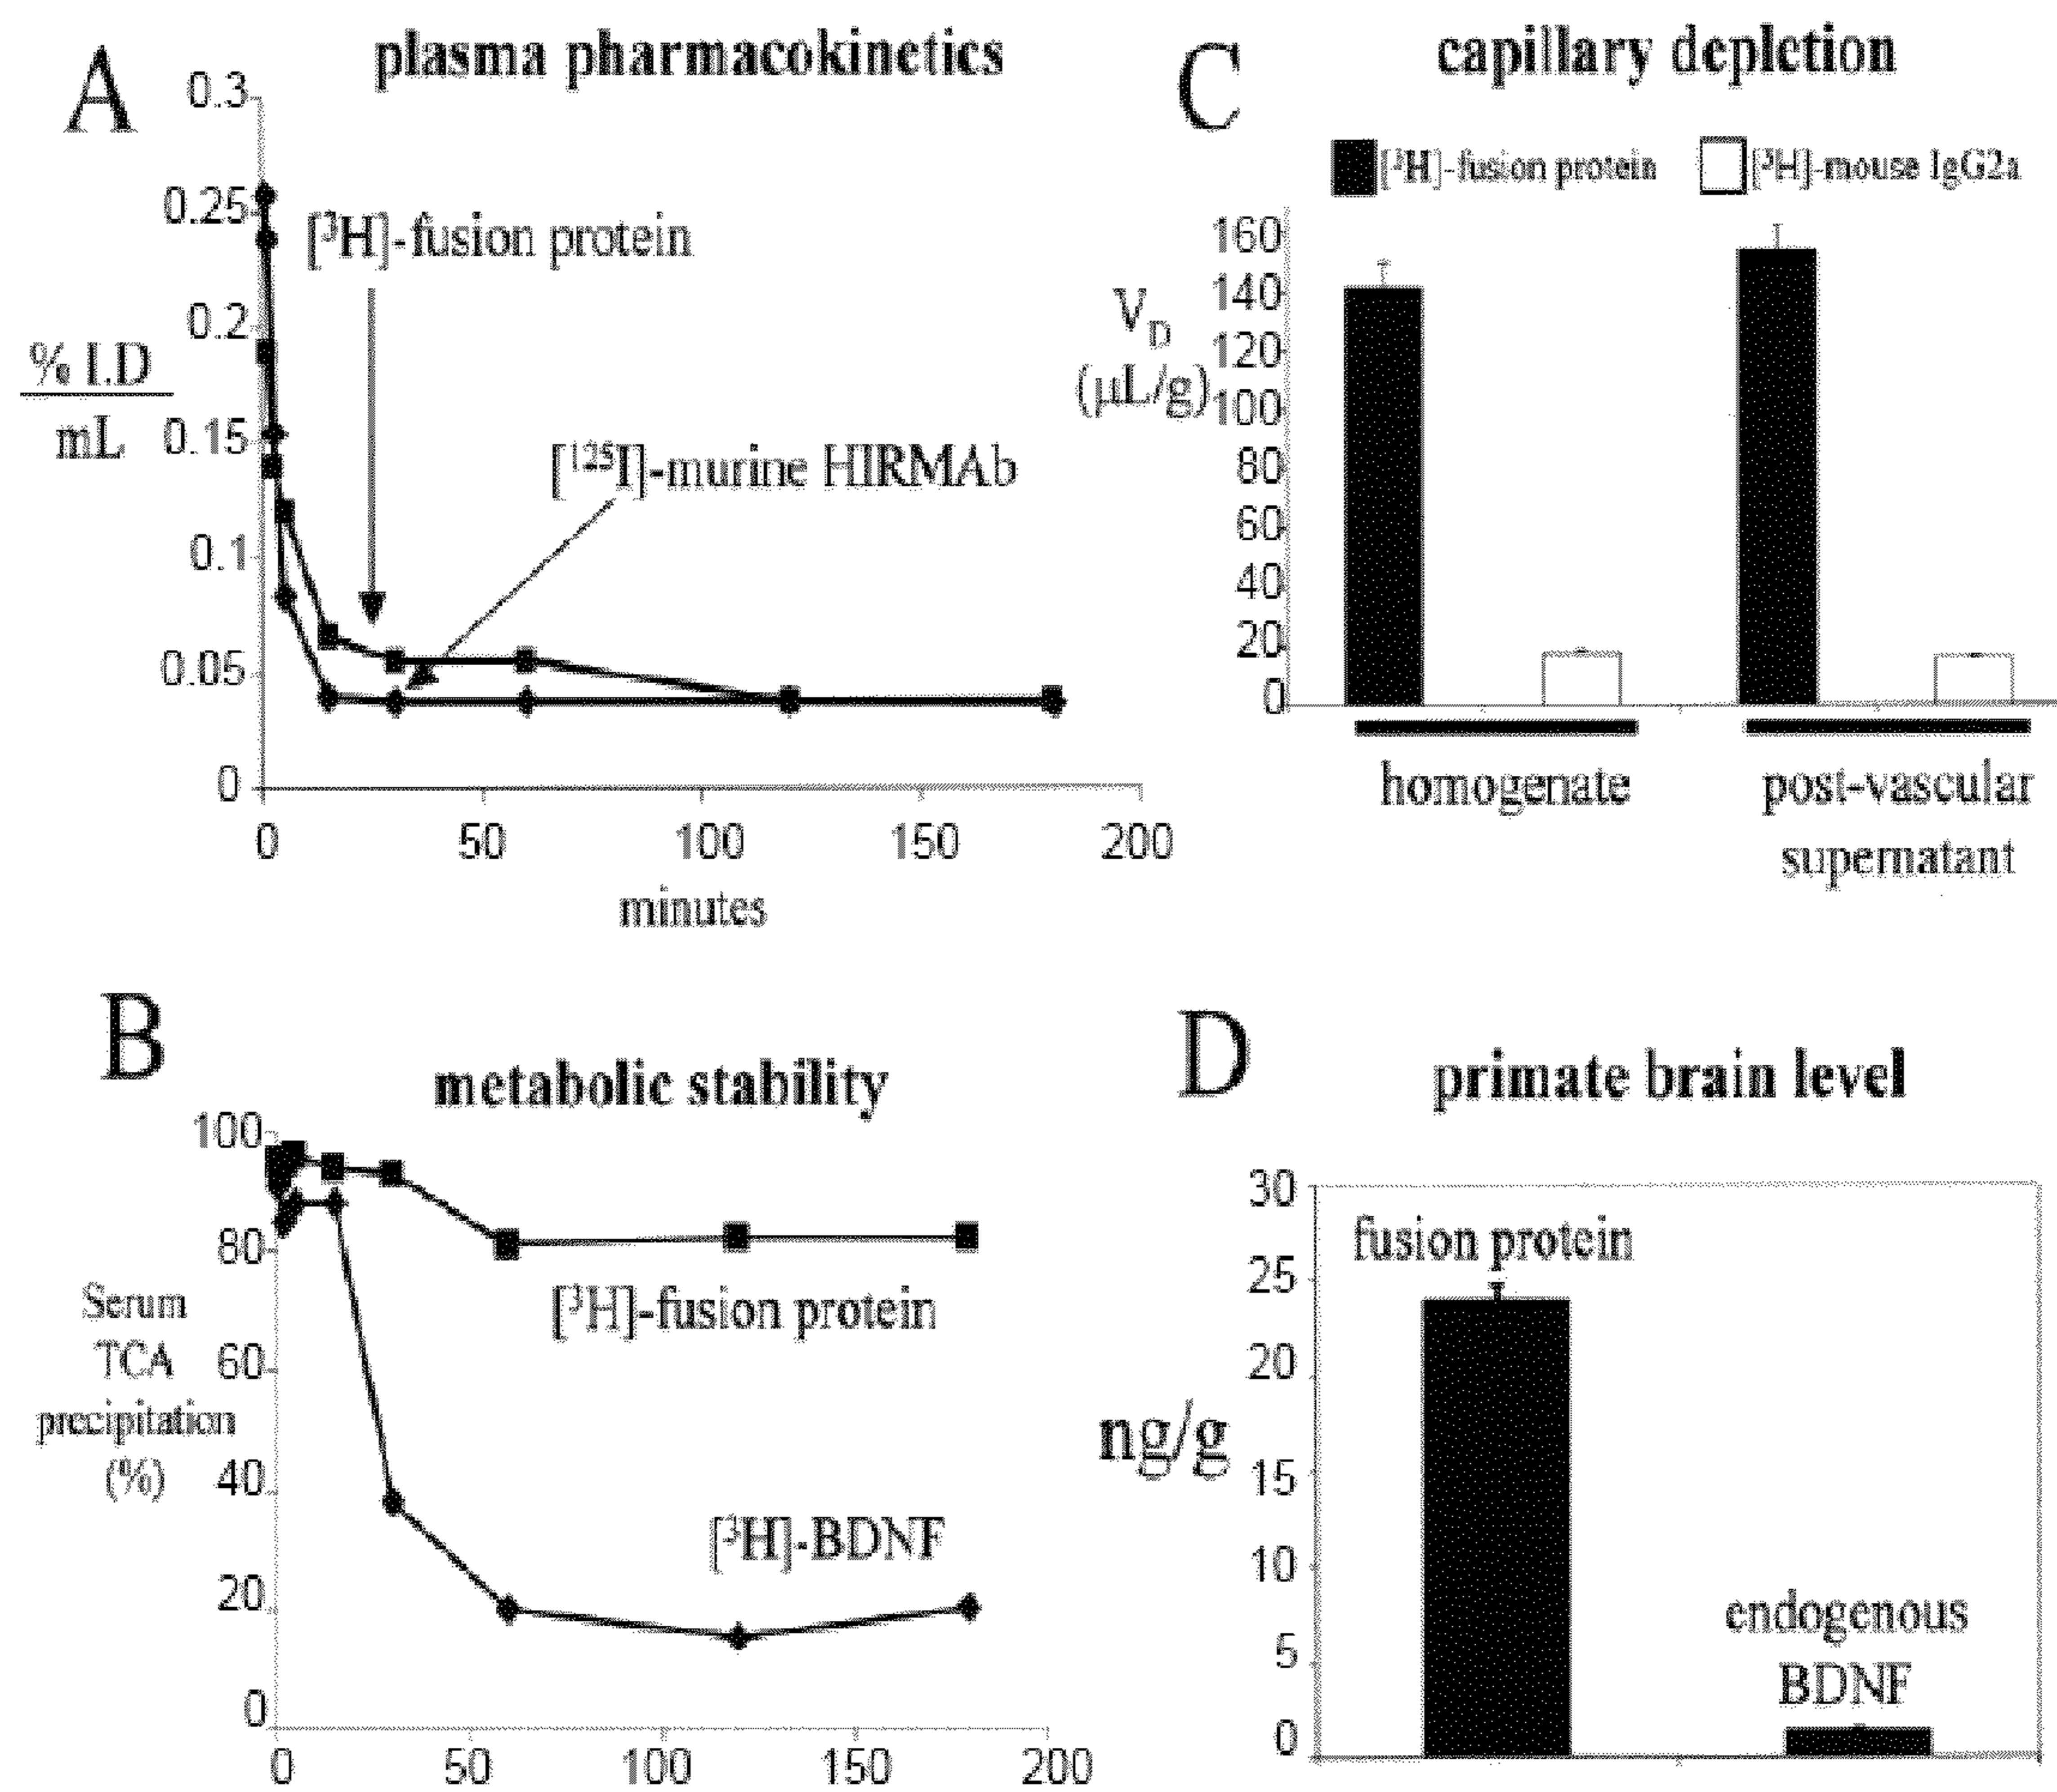 A
plasma pharmacokinetics
0.3
0.25
0.2
0.15
0.1
0.05
0
% I.D
mL
[³H]-fusion protein
[¹²⁵I]-murine HIRMAb
0 50 100 150 200
minutes
C
capillary depletion
[³H]-fusion protein [³H]-mouse IgG2a
V_D
(µL/g)
160
140
120
100
80
60
40
20
0
homogenate
post-vascular
supernatant
B
metabolic stability
100
80
60
40
20
0
Serum
TCA
precipitation
(%)
[³H]-fusion protein
[³H]-BDNF
0 50 100 150 200
D
primate brain level
30
25
20
15
10
5
0
ng/g
fusion protein
endogenous
BDNF